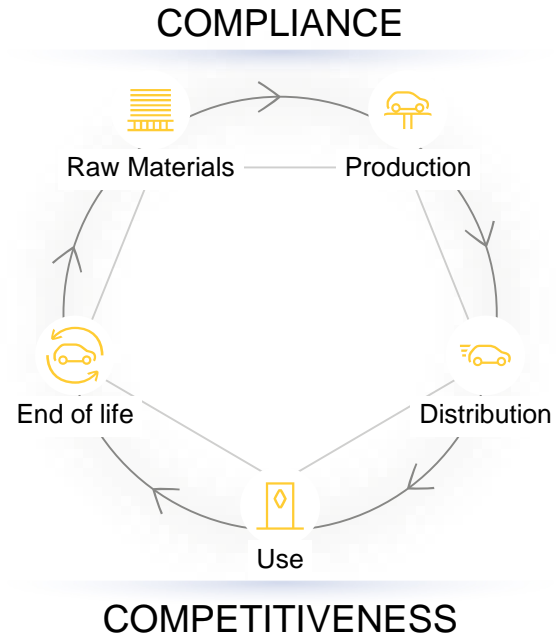 COMPLIANCE
Raw Materials
Production
End of life
Distribution
Use
COMPETITIVENESS